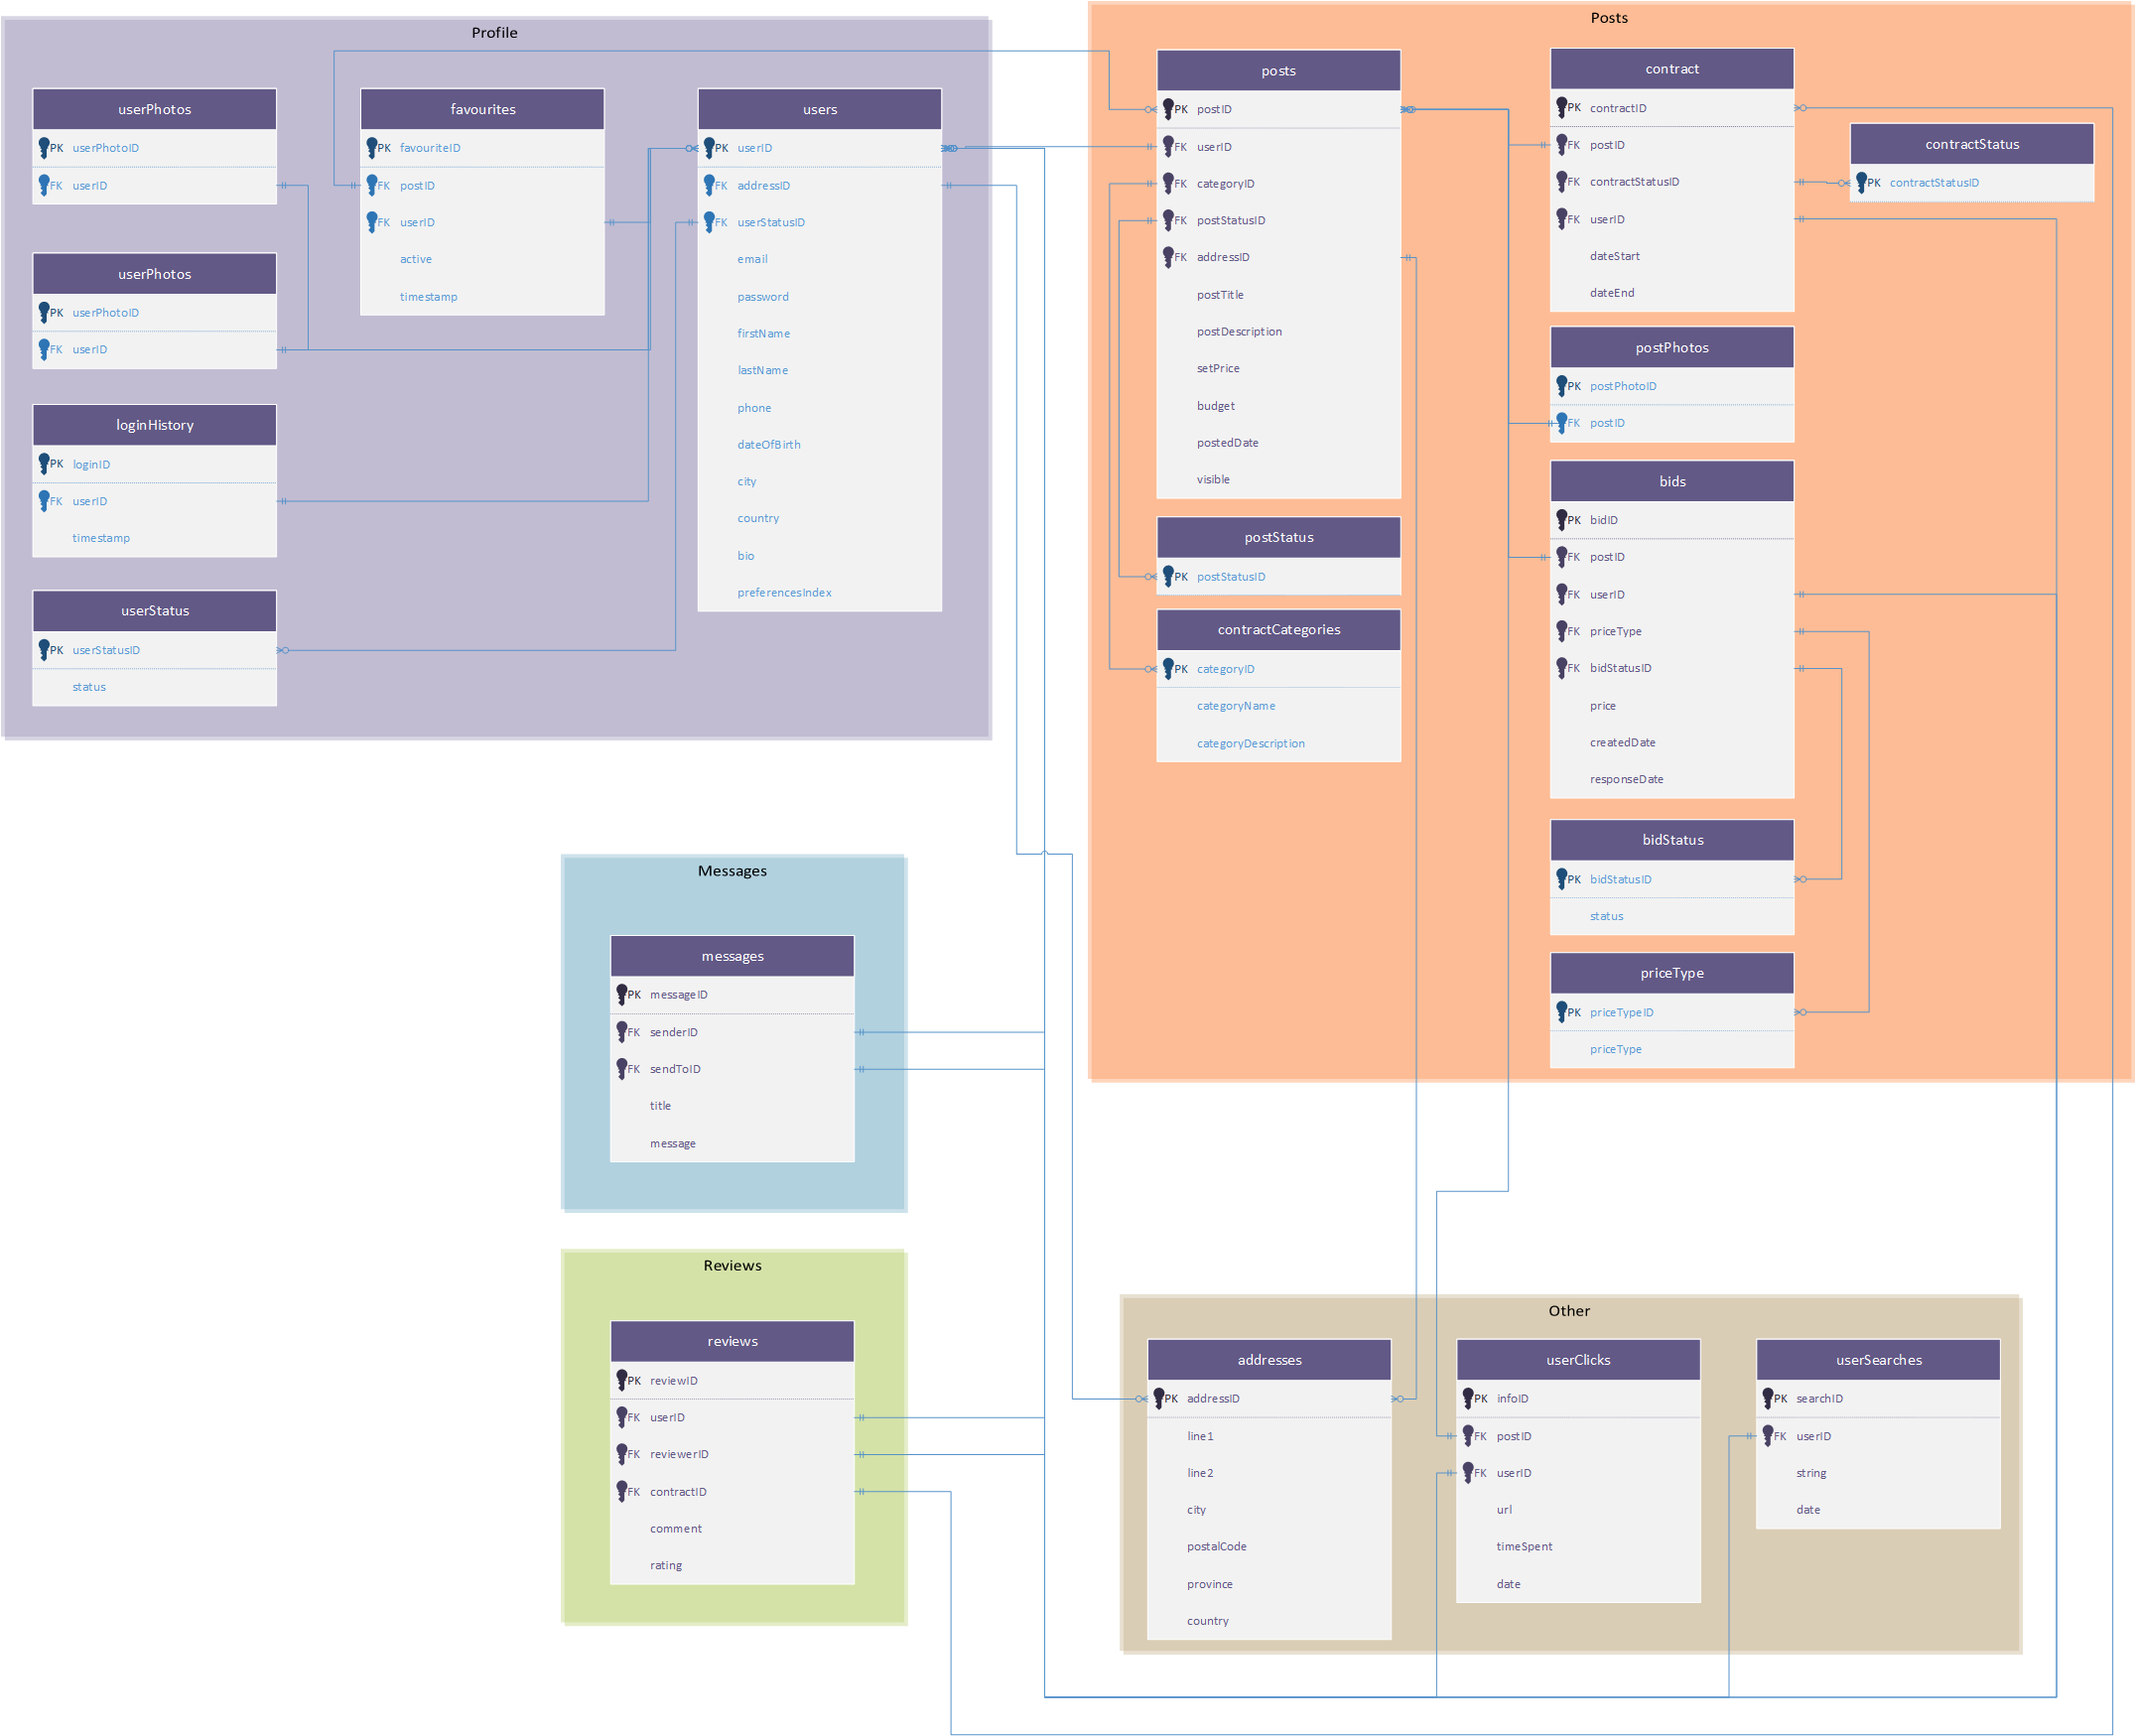 Profile
userPhotos
PK userPhotoID
FK userID
userPhotos
PK userPhotoID
FK userID
loginHistory
PK loginID
FK userID
timestamp
userStatus
PK userStatusID
status
favourites
PK favouriteID
FK postID
FK userID
active
timestamp
users
PK userID
FK addressID
FK userStatusID
email
password
firstName
lastName
phone
dateOfBirth
city
country
bio
preferencesIndex
Posts
posts
PK postID
FK userID
FK categoryID
FK postStatusID
FK addressID
postTitle
postDescription
setPrice
budget
postedDate
visible
postStatus
PK postStatusID
contractCategories
PK categoryID
categoryName
categoryDescription
contract
PK contractID
FK postID
FK contractStatusID
FK userID
dateStart
dateEnd
contractStatus
PK contractStatusID
postPhotos
PK postPhotoID
FK postID
bids
PK bidID
FK postID
FK userID
FK priceType
FK bidStatusID
price
createdDate
responseDate
bidStatus
PK bidStatusID
status
priceType
PK priceTypeID
priceType
Messages
messages
PK messageID
FK senderID
FK sendToID
title
message
Reviews
reviews
PK reviewID
FK userID
FK reviewerID
FK contractID
comment
rating
Other
addresses
PK addressID
line1
line2
city
postalCode
province
country
userClicks
PK infoID
FK postID
FK userID
url
timeSpent
date
userSearches
PK searchID
FK userID
string
date